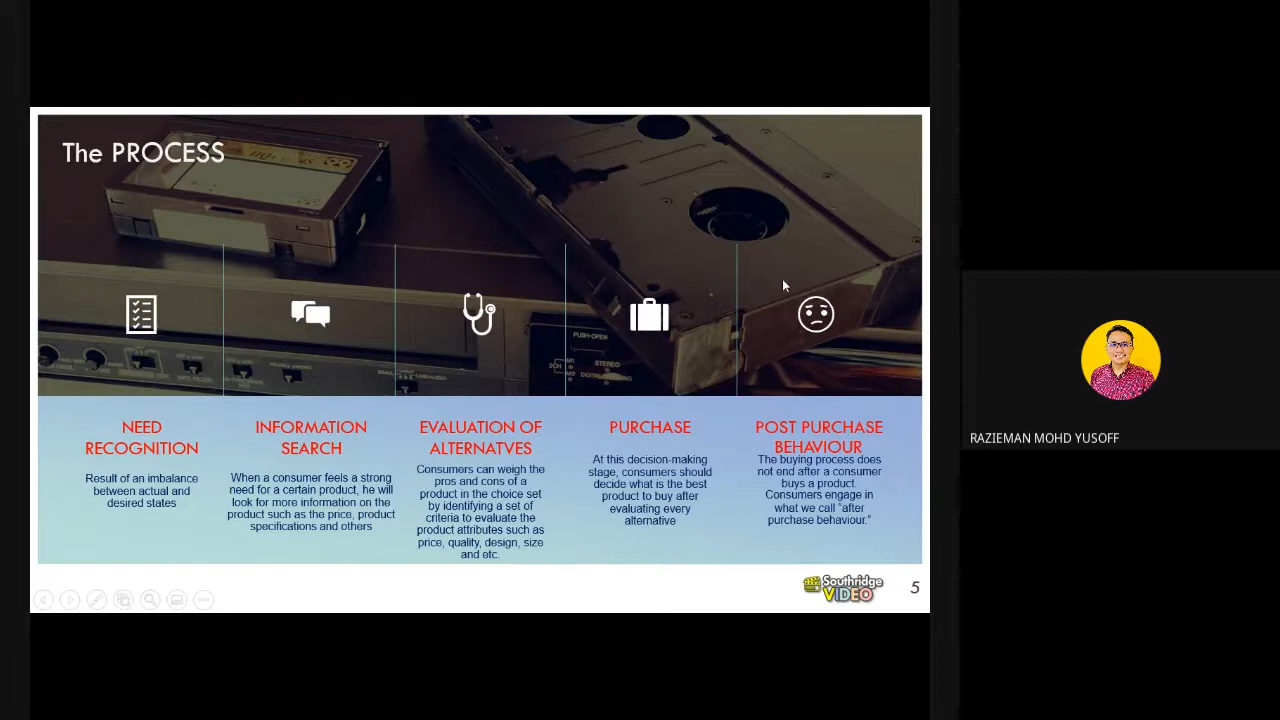 The PROCESS
PUSH-OPEN
STEREO
2CH
M1
M2
NEED
RECOGNITION
Result of an imbalance
between actual and
desired states
INFORMATION
SEARCH
When a consumer feels a strong
need for a certain product, he will
look for more information on the
product such as the price, product
specifications and others
EVALUATION OF
ALTERNATVES
Consumers can weigh the
pros and cons of a
product in the choice set
by identifying a set of
criteria to evaluate the
product attributes such as
price, quality, design, size
and etc.
PURCHASE
At this decision-making
stage, consumers should
decide what is the best
product to buy after
evaluating every
alternative
POST PURCHASE
BEHAVIOUR
The buying process does
not end after a consumer
buys a product.
Consumers engage in
what we call "after
purchase behaviour."
Southridge
VIDEO
5
RAZIEMAN MOHD YUSOFF